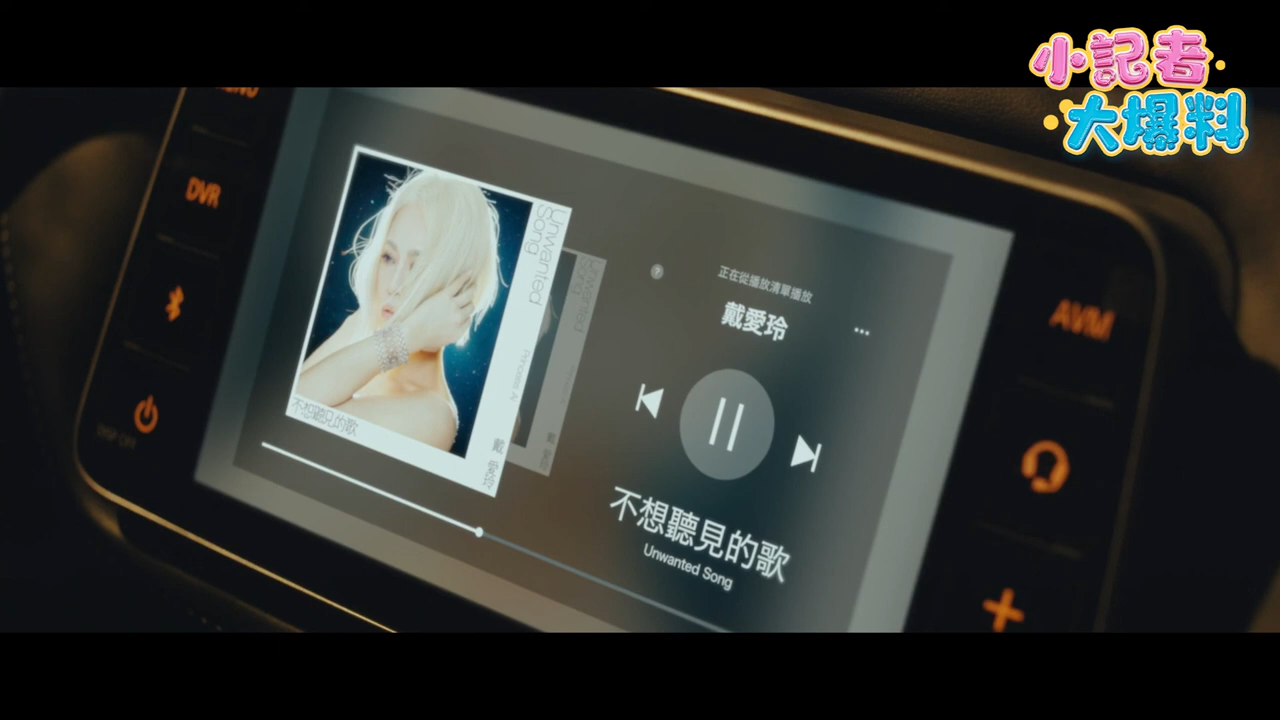 小記者
大爆料
DVR
Unwanted
Song
不想聽見的歌
戴 愛玲
正在從播放清單播放
戴愛玲
不想聽見的歌
Unwanted Song
AVM